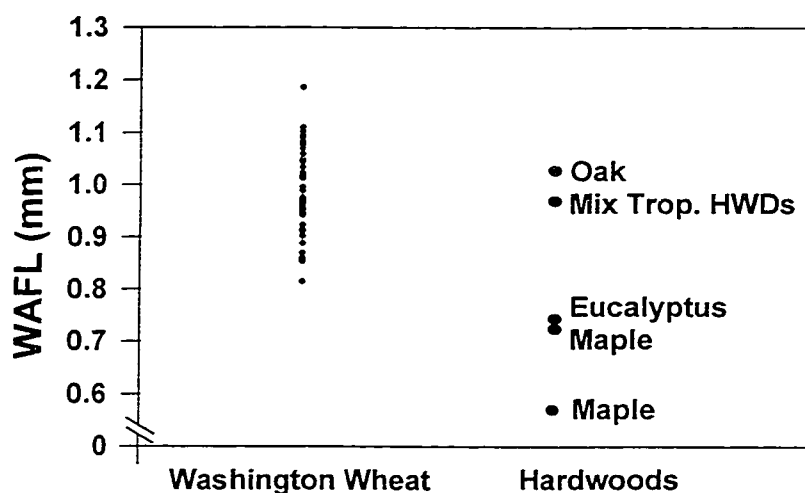 WAFL (mm)
1.3
1.2
1.1
1.0
0.9
0.8
0.7
0.6
0
Oak
Mix Trop. HWDs
Eucalyptus
Maple
Maple
Washington Wheat
Hardwoods